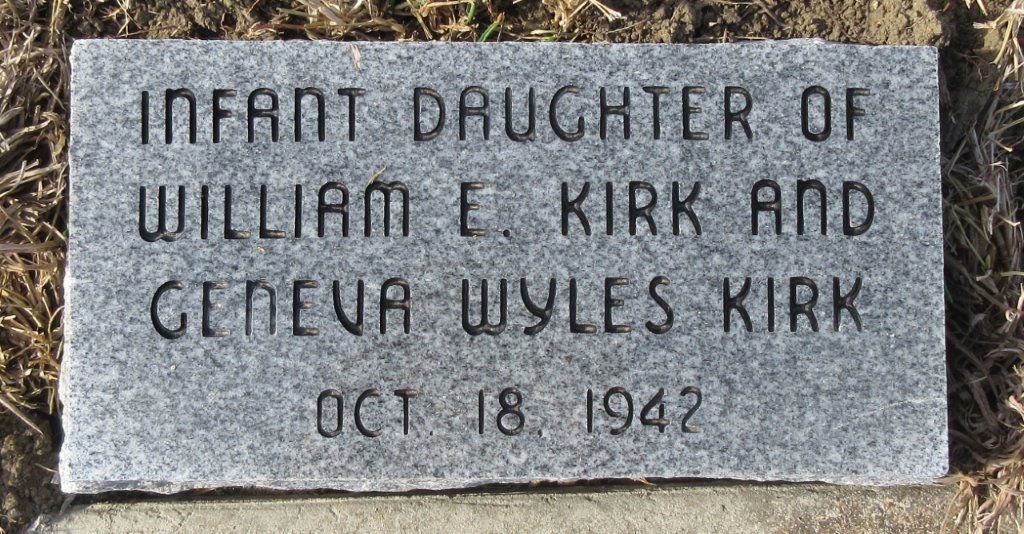 INFANT DAUGHTER OF
WILLIAM E. KIRK AND
GENEVA WYLES KIRK
OCT. 18. 1942